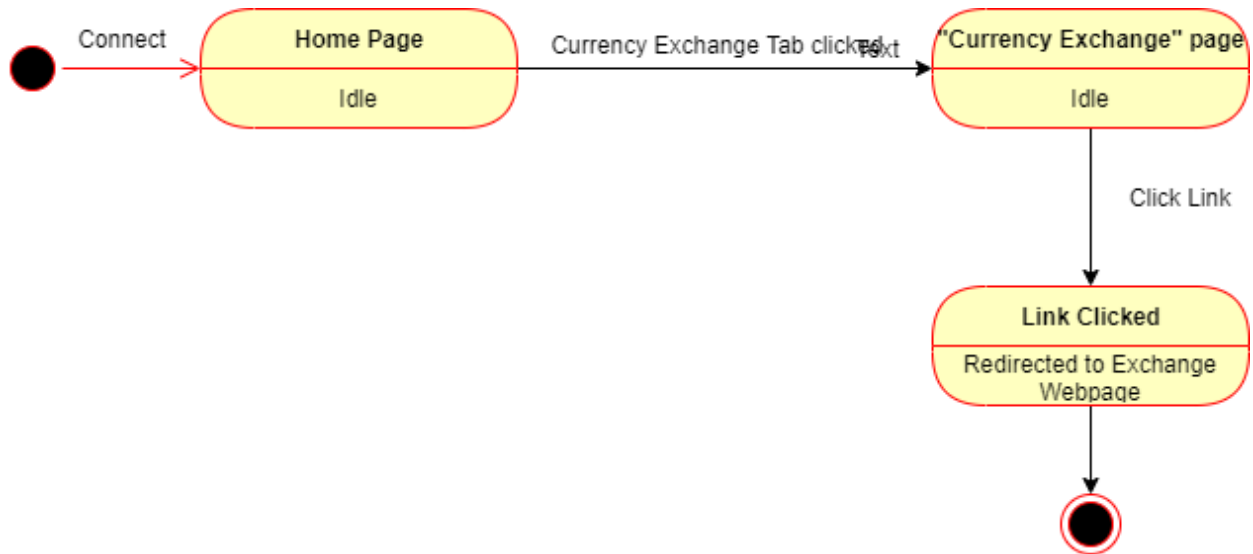 Connect
Home Page
Idle
Currency Exchange Tab clicked
Text
"Currency Exchange" page
Idle
Click Link
Link Clicked
Redirected to Exchange
Webpage